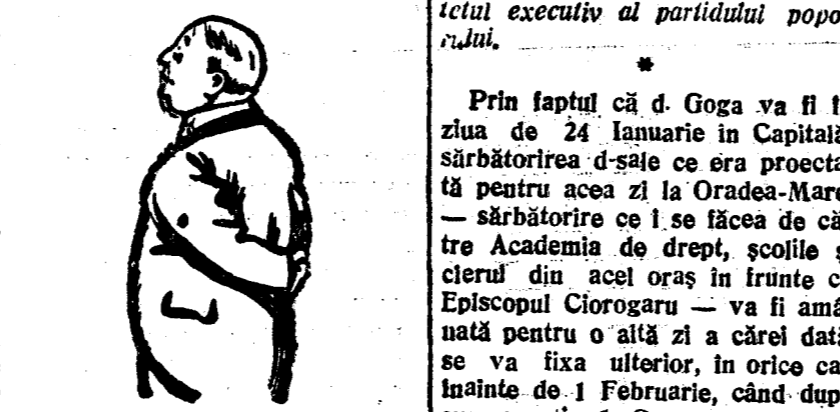 tetul executiv al partidului popo
rului.
*
Prin faptul că d. Goga va fi î
ziua de 24 Ianuarie în Capitală
sărbătorirea d-sale ce era proecta
tă pentru acea zi la Oradea-Mare
— sărbătorire ce i se făcea de că
tre Academia de drept, școlile ș
clerul din acel oraș în frunte c
Episcopul Ciorogaru — va fi amâ
nată pentru o altă zi a cărei dată
se va fixa ulterior, în orice ca
înainte de 1 Februarie, când dup